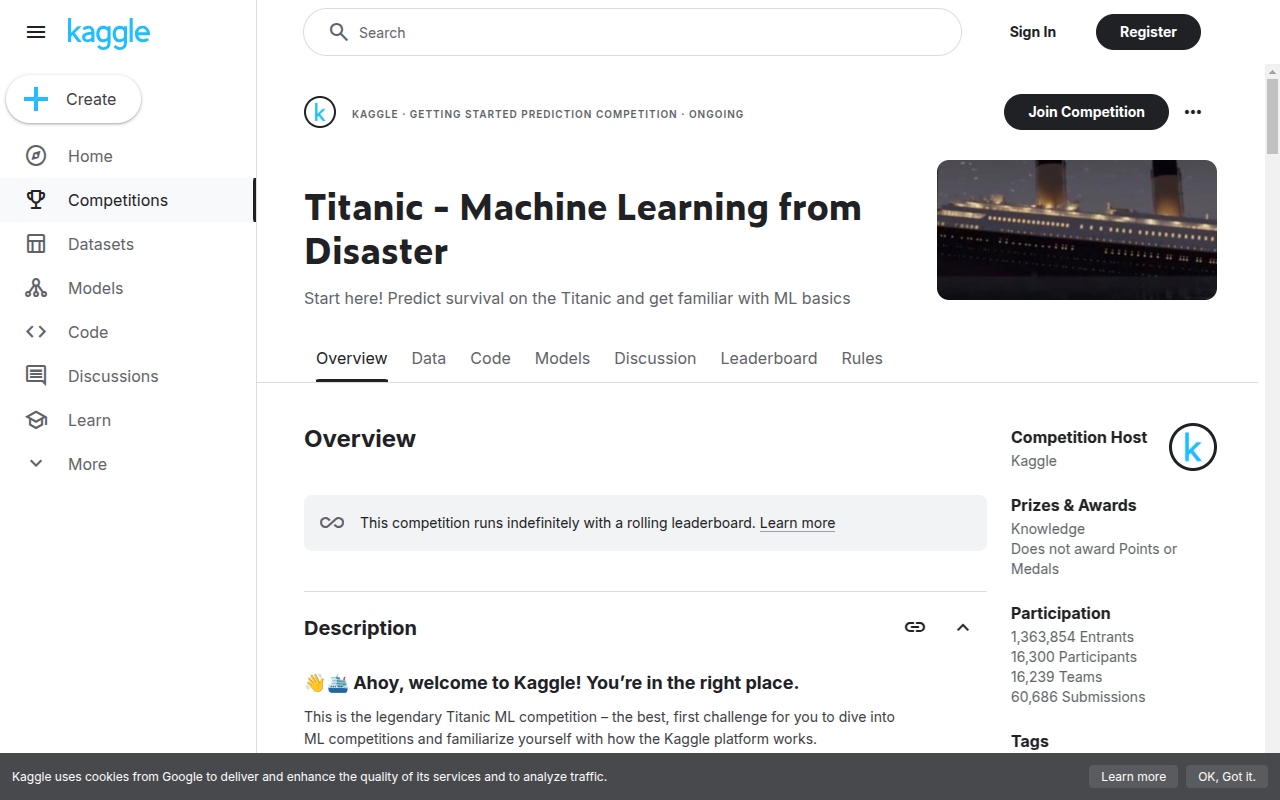 kaggle
Search
Sign In
Register
Create
Home
Competitions
Datasets
Models
Code
Discussions
Learn
More
k
KAGGLE · GETTING STARTED PREDICTION COMPETITION · ONGOING
Join Competition
Titanic - Machine Learning from
Disaster
Start here! Predict survival on the Titanic and get familiar with ML basics
Overview
Data
Code
Models
Discussion
Leaderboard
Rules
Overview
This competition runs indefinitely with a rolling leaderboard. Learn more
Description
👋🛳️ Ahoy, welcome to Kaggle! You’re in the right place.
This is the legendary Titanic ML competition – the best, first challenge for you to dive into
ML competitions and familiarize yourself with how the Kaggle platform works.
Competition Host
Kaggle
k
Prizes & Awards
Knowledge
Does not award Points or
Medals
Participation
1,363,854 Entrants
16,300 Participants
16,239 Teams
60,686 Submissions
Tags
Kaggle uses cookies from Google to deliver and enhance the quality of its services and to analyze traffic.
Learn more
OK, Got it.